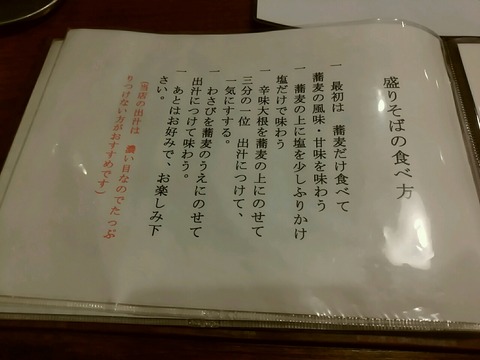 盛りそばの食べ方
一 最初は 蕎麦だけ食べて
蕎麦の風味・甘味を味わう
一 蕎麦の上に塩を少しふりかけ
塩だけで味わう
一 辛味大根を蕎麦の上にのせて
三分の一位 出汁につけて、
一気にすする。
一 わさびを蕎麦のうえにのせて
出汁につけて味わう。
一 あとはお好みで、お楽しみ下
さい。
(当店の出汁は 濃い目なのでたっぷ
りつけない方がおすすめです)